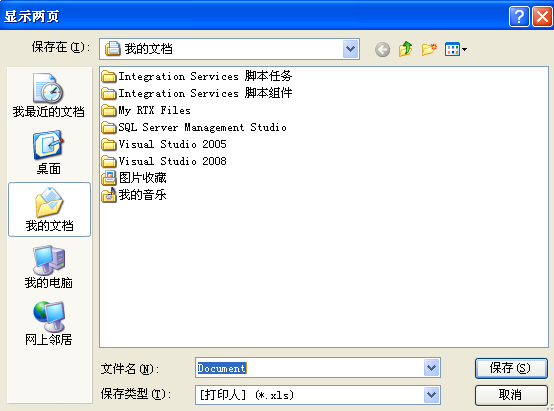 显示两页
保存在(I):
我的文档
我最近的文档
桌面
我的文档
我的电脑
网上邻居
Integration Services 脚本任务
Integration Services 脚本组件
My RTX Files
SQL Server Management Studio
Visual Studio 2005
Visual Studio 2008
图片收藏
我的音乐
文件名(N):
Document
保存(S)
保存类型(T):
[打印人] (*.xls)
取消